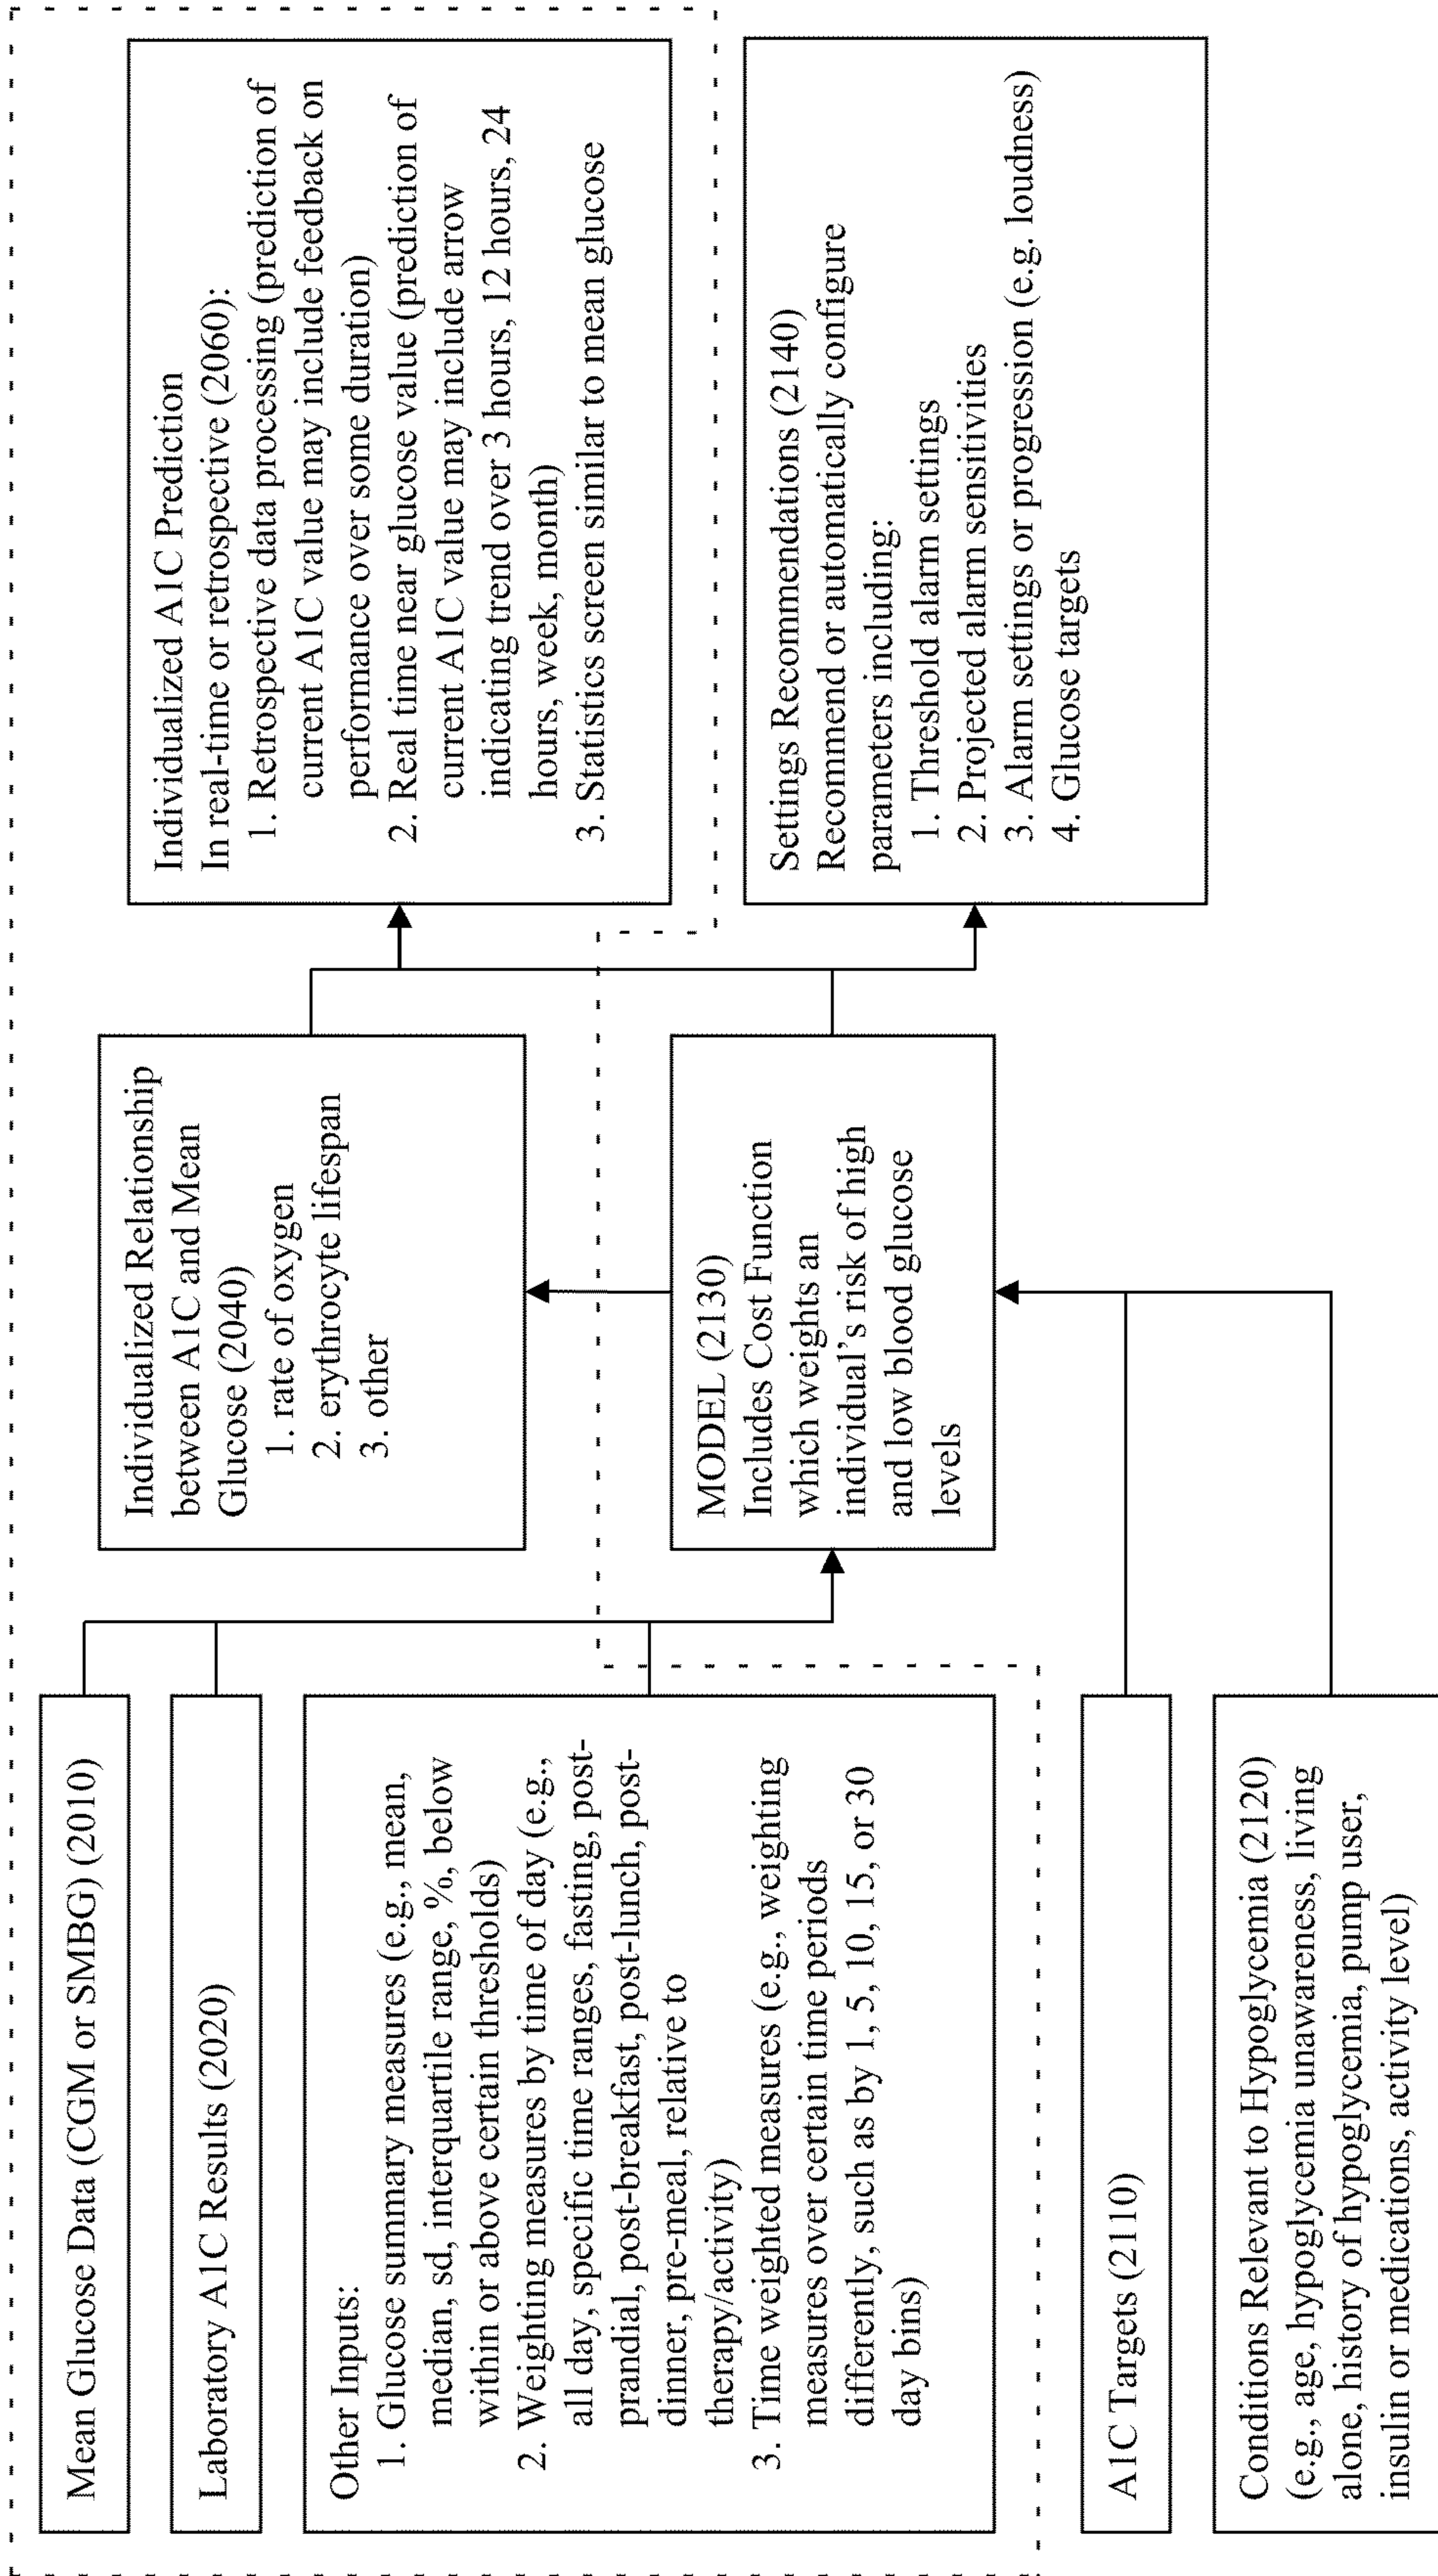 Mean Glucose Data (CGM or SMBG) (2010)
Laboratory A1C Results (2020)
Other Inputs:
1. Glucose summary measures (e.g., mean,
median, sd, interquartile range, %, below
within or above certain thresholds)
2. Weighting measures by time of day (e.g.,
all day, specific time ranges, fasting, post-
prandial, post-breakfast, post-lunch, post-
dinner, pre-meal, relative to
therapy/activity)
3. Time weighted measures (e.g., weighting
measures over certain time periods
differently, such as by 1, 5, 10, 15, or 30
day bins)
A1C Targets (2110)
Conditions Relevant to Hypoglycemia (2120)
(e.g., age, hypoglycemia unawareness, living
alone, history of hypoglycemia, pump user,
insulin or medications, activity level)
Individualized Relationship
between A1C and Mean
Glucose (2040)
1. rate of oxygen
2. erythrocyte lifespan
3. other
MODEL (2130)
Includes Cost Function
which weights an
individual's risk of high
and low blood glucose
levels
Individualized A1C Prediction
In real-time or retrospective (2060):
1. Retrospective data processing (prediction of
current A1C value may include feedback on
performance over some duration)
2. Real time near glucose value (prediction of
current A1C value may include arrow
indicating trend over 3 hours, 12 hours, 24
hours, week, month)
3. Statistics screen similar to mean glucose
Settings Recommendations (2140)
Recommend or automatically configure
parameters including:
1. Threshold alarm settings
2. Projected alarm sensitivities
3. Alarm settings or progression (e.g. loudness)
4. Glucose targets